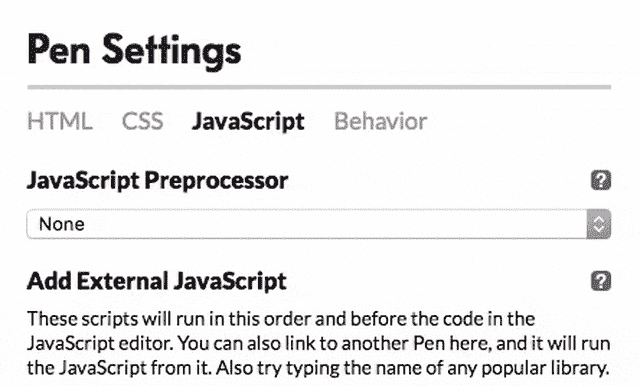 Pen Settings
HTML CSS JavaScript Behavior
JavaScript Preprocessor ?
None
Add External JavaScript ?
These scripts will run in this order and before the code in the
JavaScript editor. You can also link to another Pen here, and it will run
the JavaScript from it. Also try typing the name of any popular library.